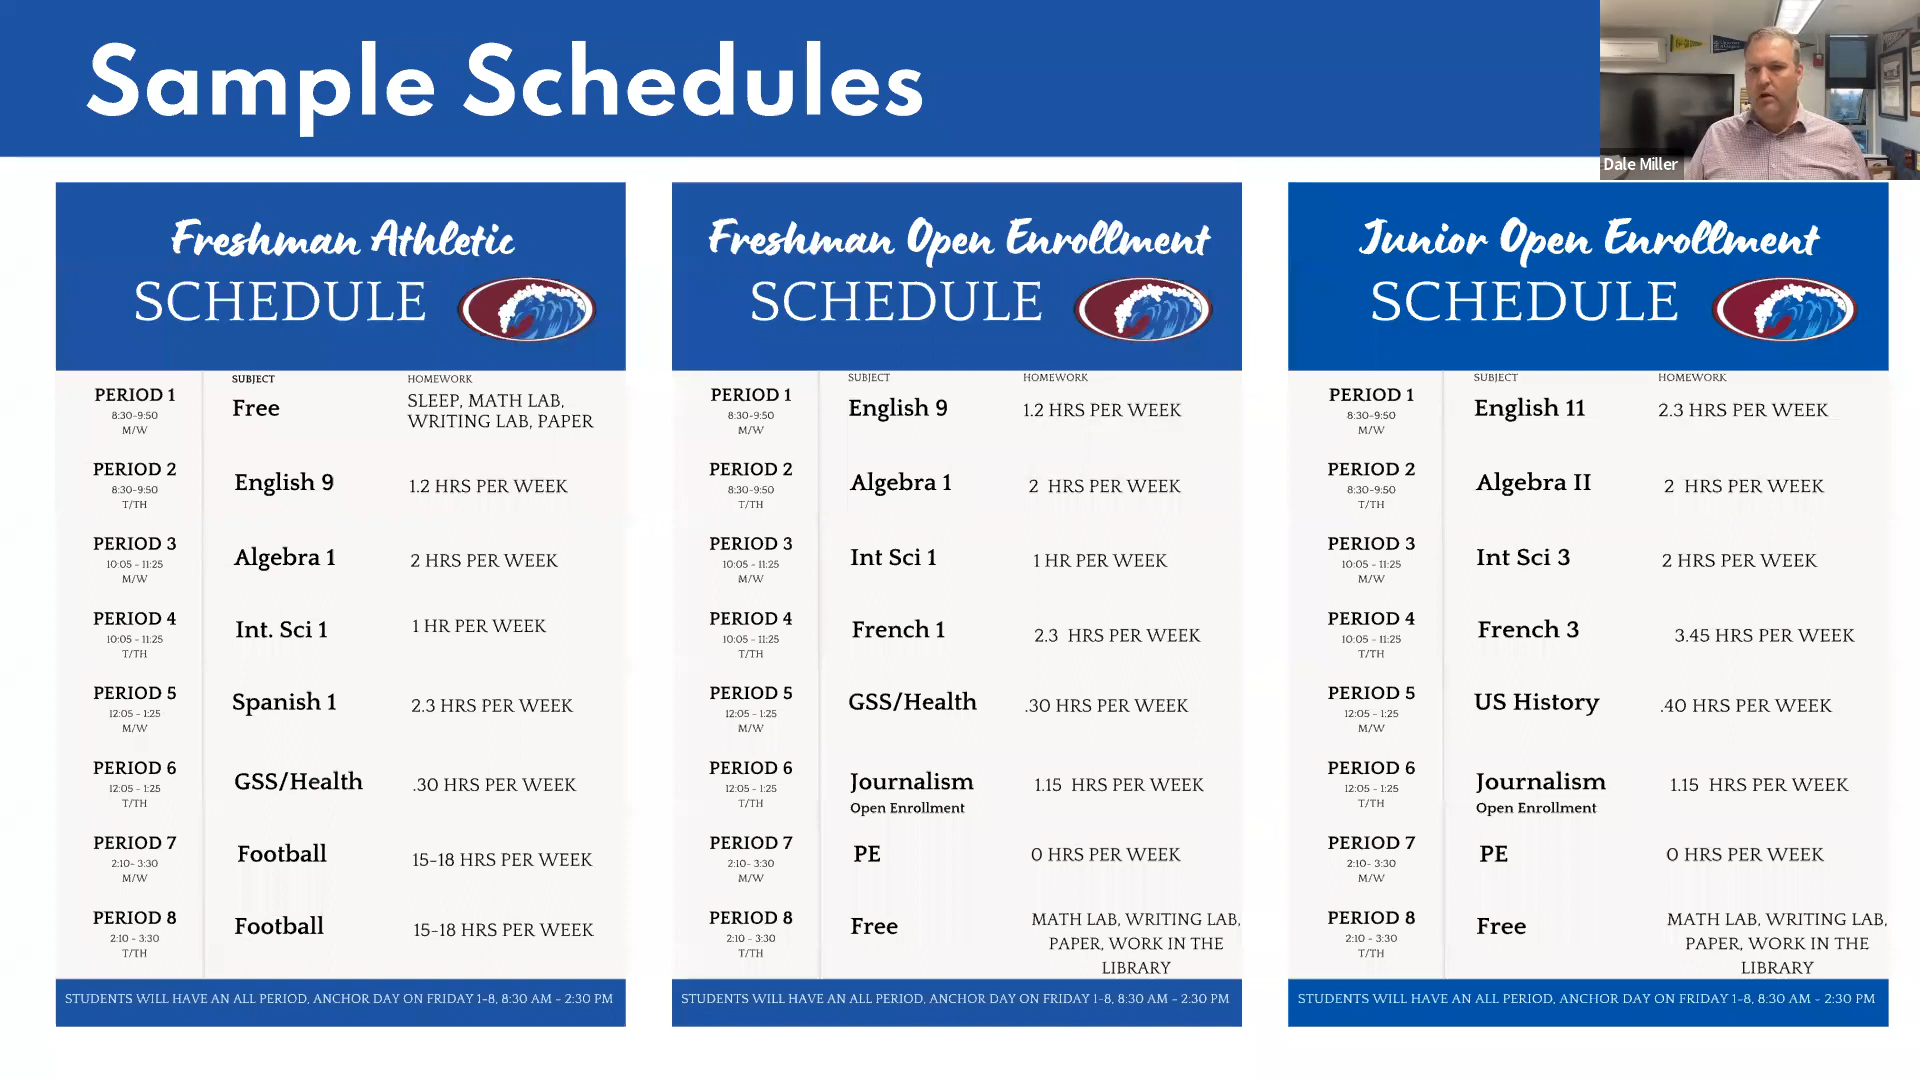 Sample Schedules
Dale Miller
Freshman Athletic
SCHEDULE
SUBJECT HOMEWORK
PERIOD 1
8:30-9:50
M/W
Free
SLEEP, MATH LAB,
WRITING LAB, PAPER
PERIOD 2
8:30-9:50
T/TH
English 9
1.2 HRS PER WEEK
PERIOD 3
10:05 - 11:25
M/W
Algebra 1
2 HRS PER WEEK
PERIOD 4
10:05 - 11:25
T/TH
Int. Sci 1
1 HR PER WEEK
PERIOD 5
12:05 - 1:25
M/W
Spanish 1
2.3 HRS PER WEEK
PERIOD 6
12:05 - 1:25
T/TH
GSS/Health
.30 HRS PER WEEK
PERIOD 7
2:10- 3:30
M/W
Football
15-18 HRS PER WEEK
PERIOD 8
2:10 - 3:30
T/TH
Football
15-18 HRS PER WEEK
STUDENTS WILL HAVE AN ALL PERIOD, ANCHOR DAY ON FRIDAY 1-8, 8:30 AM - 2:30 PM
Freshman Open Enrollment
SCHEDULE
SUBJECT HOMEWORK
PERIOD 1
8:30-9:50
M/W
English 9
1.2 HRS PER WEEK
PERIOD 2
8:30-9:50
T/TH
Algebra 1
2 HRS PER WEEK
PERIOD 3
10:05 - 11:25
M/W
Int Sci 1
1 HR PER WEEK
PERIOD 4
10:05 - 11:25
T/TH
French 1
2.3 HRS PER WEEK
PERIOD 5
12:05 - 1:25
M/W
GSS/Health
.30 HRS PER WEEK
PERIOD 6
12:05 - 1:25
T/TH
Journalism
Open Enrollment
1.15 HRS PER WEEK
PERIOD 7
2:10- 3:30
M/W
PE
0 HRS PER WEEK
PERIOD 8
2:10 - 3:30
T/TH
Free
MATH LAB, WRITING LAB,
PAPER, WORK IN THE
LIBRARY
STUDENTS WILL HAVE AN ALL PERIOD, ANCHOR DAY ON FRIDAY 1-8, 8:30 AM - 2:30 PM
Junior Open Enrollment
SCHEDULE
SUBJECT HOMEWORK
PERIOD 1
8:30-9:50
M/W
English 11
2.3 HRS PER WEEK
PERIOD 2
8:30-9:50
T/TH
Algebra II
2 HRS PER WEEK
PERIOD 3
10:05 - 11:25
M/W
Int Sci 3
2 HRS PER WEEK
PERIOD 4
10:05 - 11:25
T/TH
French 3
3.45 HRS PER WEEK
PERIOD 5
12:05 - 1:25
M/W
US History
.40 HRS PER WEEK
PERIOD 6
12:05 - 1:25
T/TH
Journalism
Open Enrollment
1.15 HRS PER WEEK
PERIOD 7
2:10- 3:30
M/W
PE
0 HRS PER WEEK
PERIOD 8
2:10 - 3:30
T/TH
Free
MATH LAB, WRITING LAB,
PAPER, WORK IN THE
LIBRARY
STUDENTS WILL HAVE AN ALL PERIOD, ANCHOR DAY ON FRIDAY 1-8, 8:30 AM - 2:30 PM